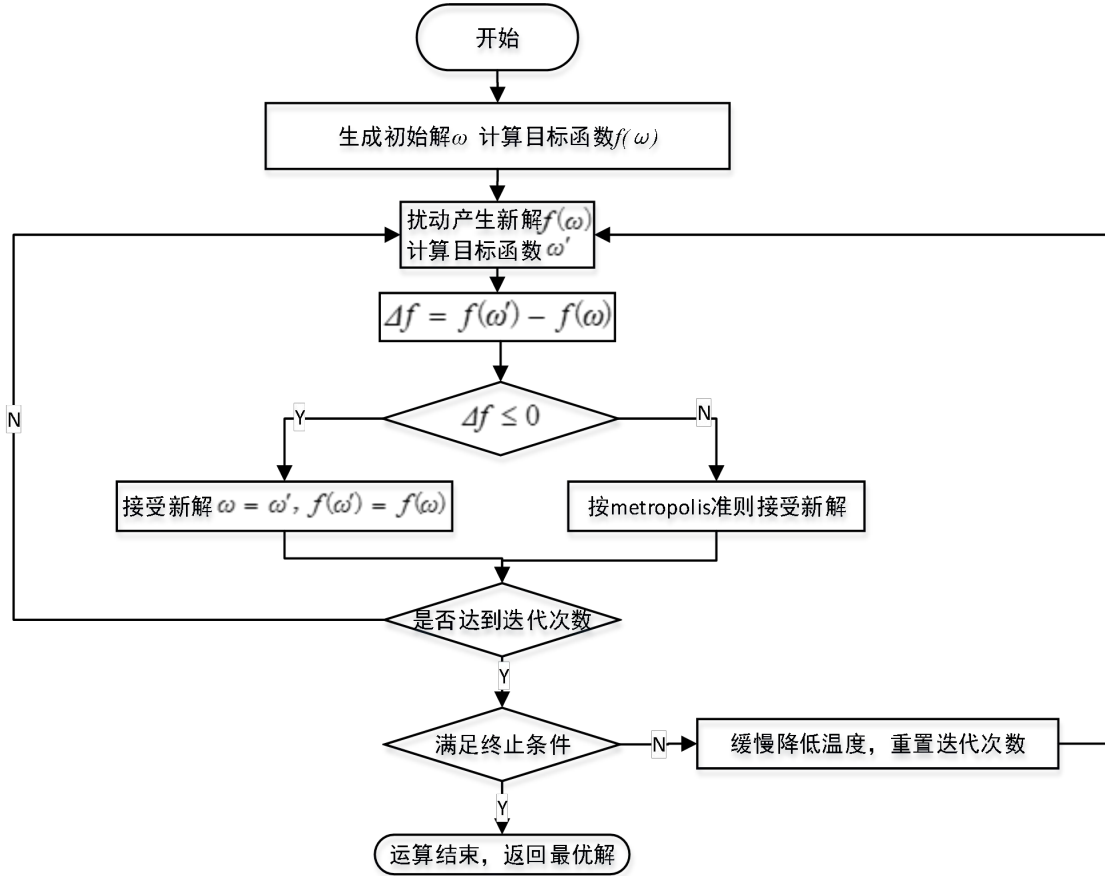 开始
生成初始解ω 计算目标函数f(ω)
扰动产生新解f(ω)
计算目标函数ω′
Δf = f(ω′) − f(ω)
Δf ≤ 0
Y
N
N
接受新解 ω = ω′, f(ω′) = f(ω)
按metropolis准则接受新解
是否达到迭代次数
Y
满足终止条件
N
缓慢降低温度，重置迭代次数
Y
运算结束，返回最优解